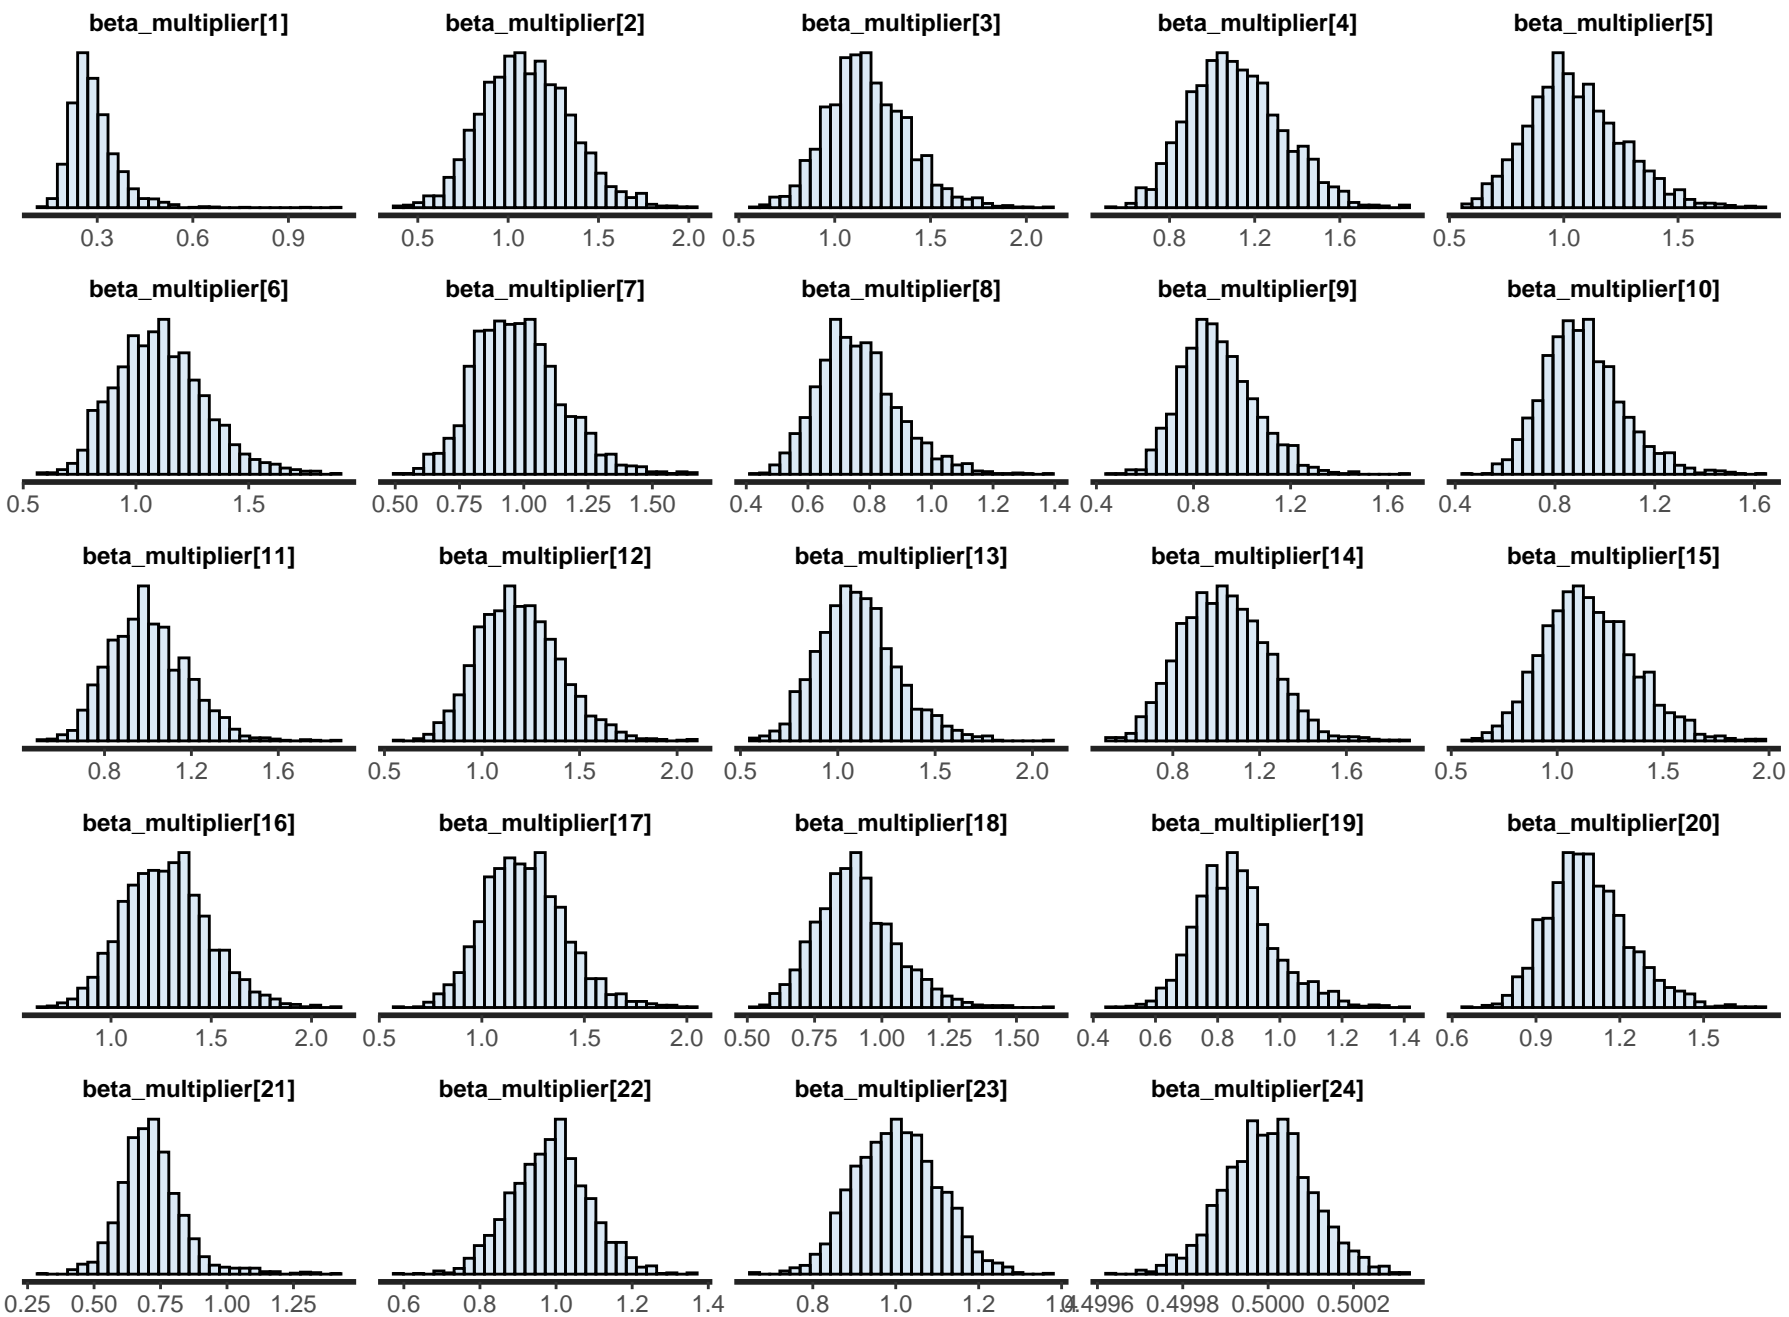 beta_multiplier[1] beta_multiplier[2] beta_multiplier[3] beta_multiplier[4] beta_multiplier[5]
0.3 0.6 0.9 0.5 1.0 1.5 2.0 0.5 1.0 1.5 2.0 0.8 1.2 1.6 0.5 1.0 1.5
beta_multiplier[6] beta_multiplier[7] beta_multiplier[8] beta_multiplier[9] beta_multiplier[10]
0.5 1.0 1.5 0.50 0.75 1.00 1.25 1.50 0.4 0.6 0.8 1.0 1.2 1.4 0.4 0.8 1.2 1.6 0.4 0.8 1.2 1.6
beta_multiplier[11] beta_multiplier[12] beta_multiplier[13] beta_multiplier[14] beta_multiplier[15]
0.8 1.2 1.6 0.5 1.0 1.5 2.0 0.5 1.0 1.5 2.0 0.8 1.2 1.6 0.5 1.0 1.5 2.0
beta_multiplier[16] beta_multiplier[17] beta_multiplier[18] beta_multiplier[19] beta_multiplier[20]
1.0 1.5 2.0 0.5 1.0 1.5 2.0 0.50 0.75 1.00 1.25 1.50 0.4 0.6 0.8 1.0 1.2 1.4 0.6 0.9 1.2 1.5
beta_multiplier[21] beta_multiplier[22] beta_multiplier[23] beta_multiplier[24]
0.25 0.50 0.75 1.00 1.25 0.6 0.8 1.0 1.2 1.4 0.8 1.0 1.2 1.4 0.4996 0.4998 0.5000 0.5002